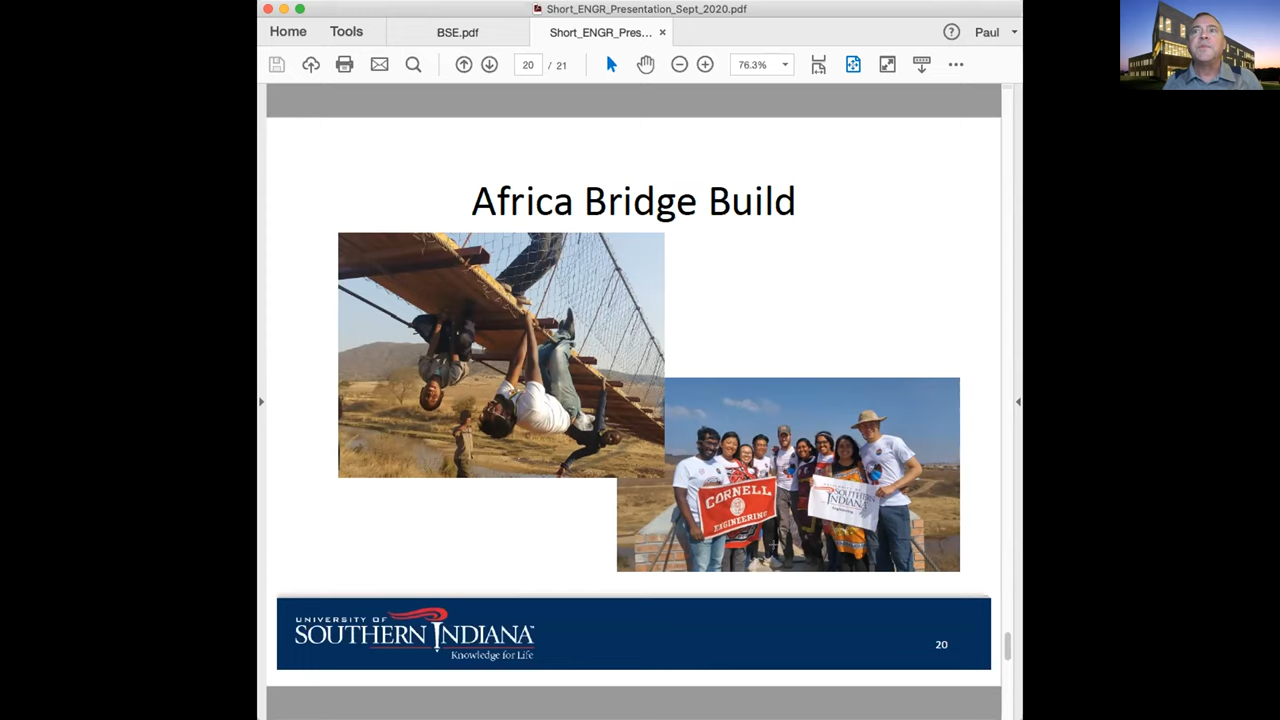 Short_ENGR_Presentation_Sept_2020.pdf
Home
Tools
BSE.pdf
Short_ENGR_Pres...
Paul
20 / 21
76.3%
Africa Bridge Build
CORNELL
ENGINEERING
SOUTHERN
INDIANA
Engineering
UNIVERSITY OF
SOUTHERN INDIANA
Knowledge for Life
20